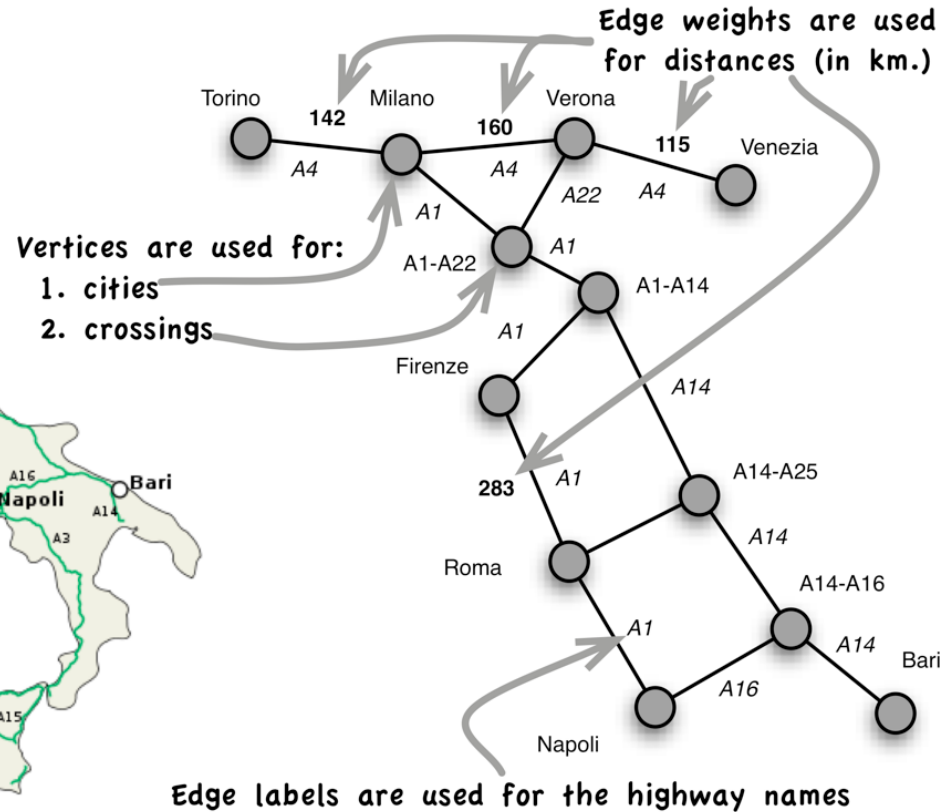 Edge weights are used
for distances (in km.)
Torino
142
Milano
160
Verona
115
Venezia
A4
A4
A4
A1
A22
Vertices are used for:
1. cities
2. crossings
A1-A22
A1
A1-A14
A1
Firenze
A14
283
A1
A14-A25
A14
Roma
A14-A16
A1
A14
Bari
A16
Napoli
A16
Napoli
Bari
A14
A3
A15
Edge labels are used for the highway names